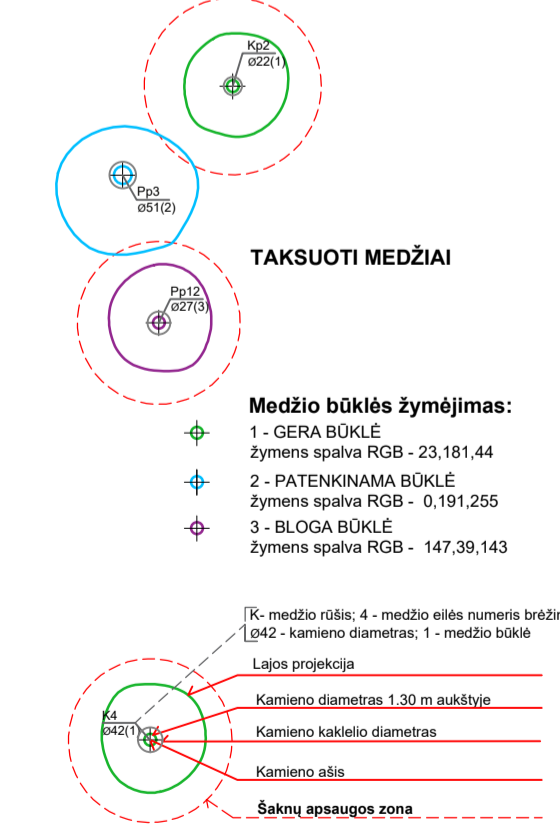 Kp2
Ø22(1)
Pp3
Ø51(2)
TAKSUOTI MEDŽIAI
Pp12
Ø27(3)
Medžio būklės žymėjimas:
1 - GERA BŪKLĖ
žymens spalva RGB - 23,181,44
2 - PATENKINAMA BŪKLĖ
žymens spalva RGB - 0,191,255
3 - BLOGA BŪKLĖ
žymens spalva RGB - 147,39,143
K- medžio rūšis; 4 - medžio eilės numeris brėžin
Ø42 - kamieno diametras; 1 - medžio būklė
Lajos projekcija
Kamieno diametras 1.30 m aukštyje
K4
Ø42(1)
Kamieno kaklelio diametras
Kamieno ašis
Šaknų apsaugos zona